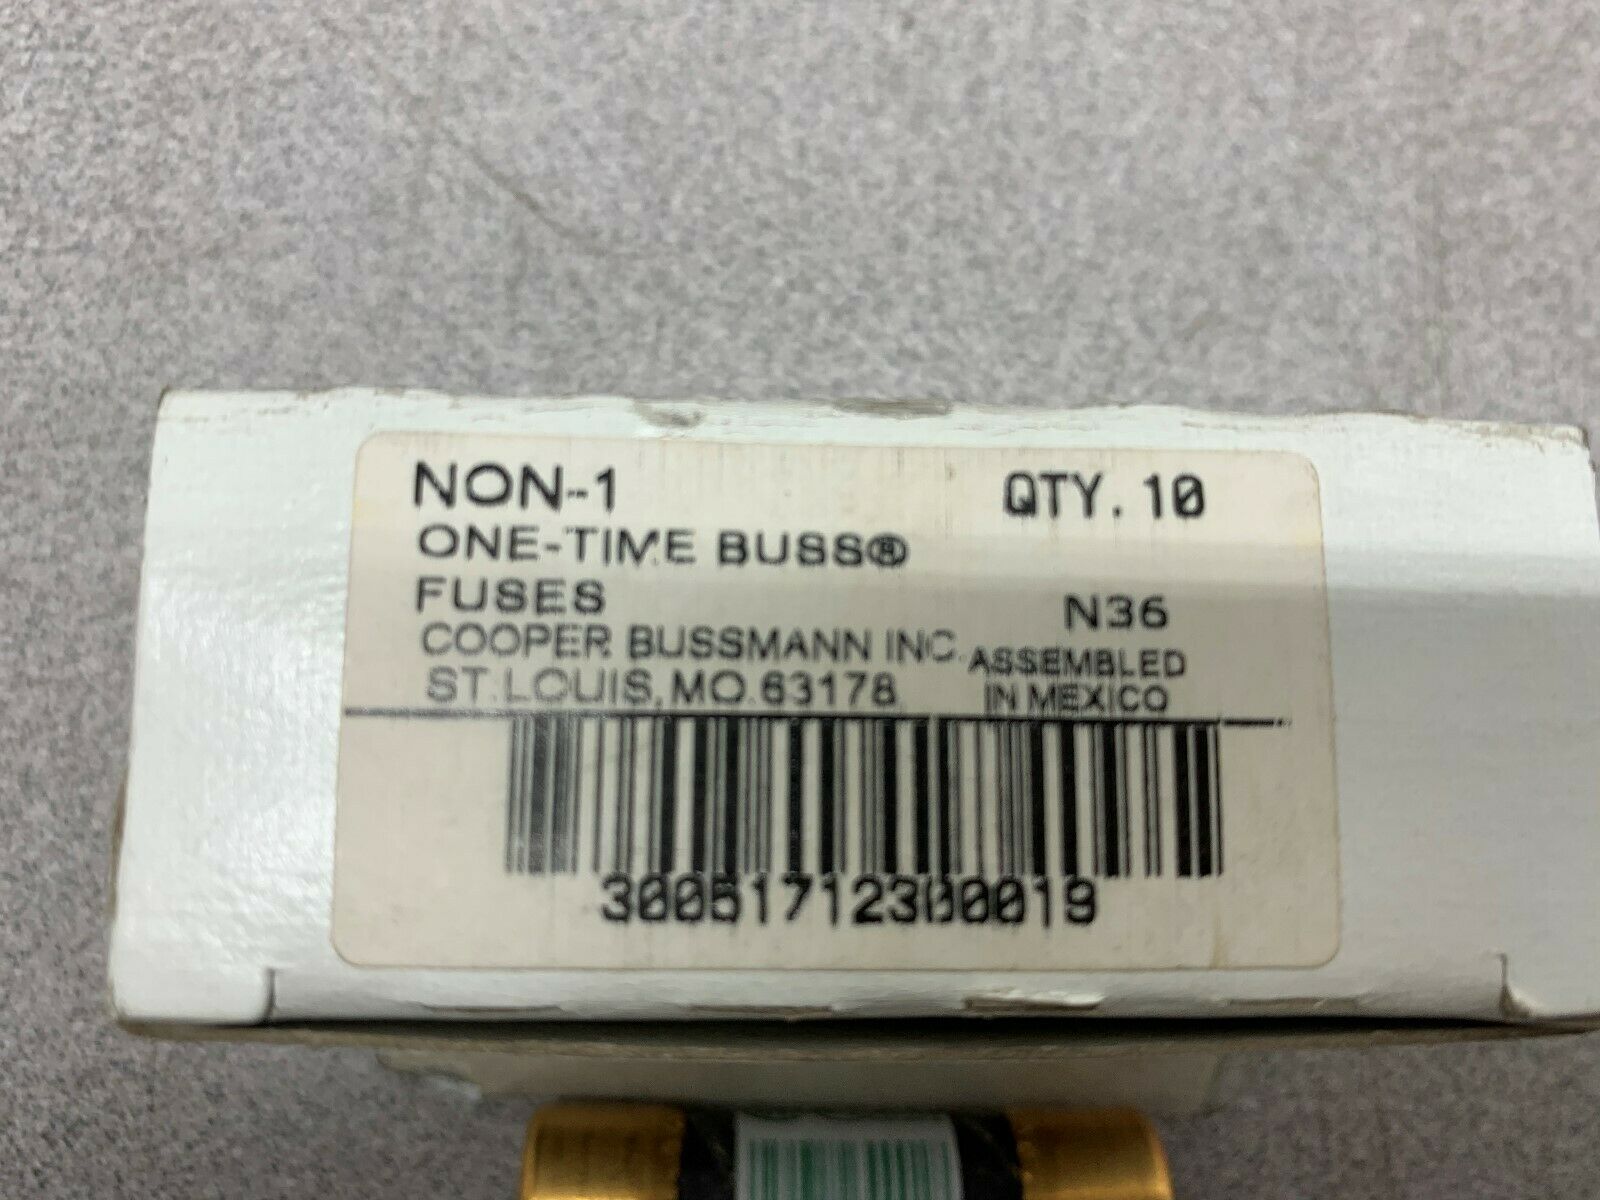 NON-1 QTY. 10
ONE-TIME BUSS®
FUSES
N36
COOPER BUSSMANN INC.
ST. LOUIS, MO. 63178
ASSEMBLED
IN MEXICO
30051712300019